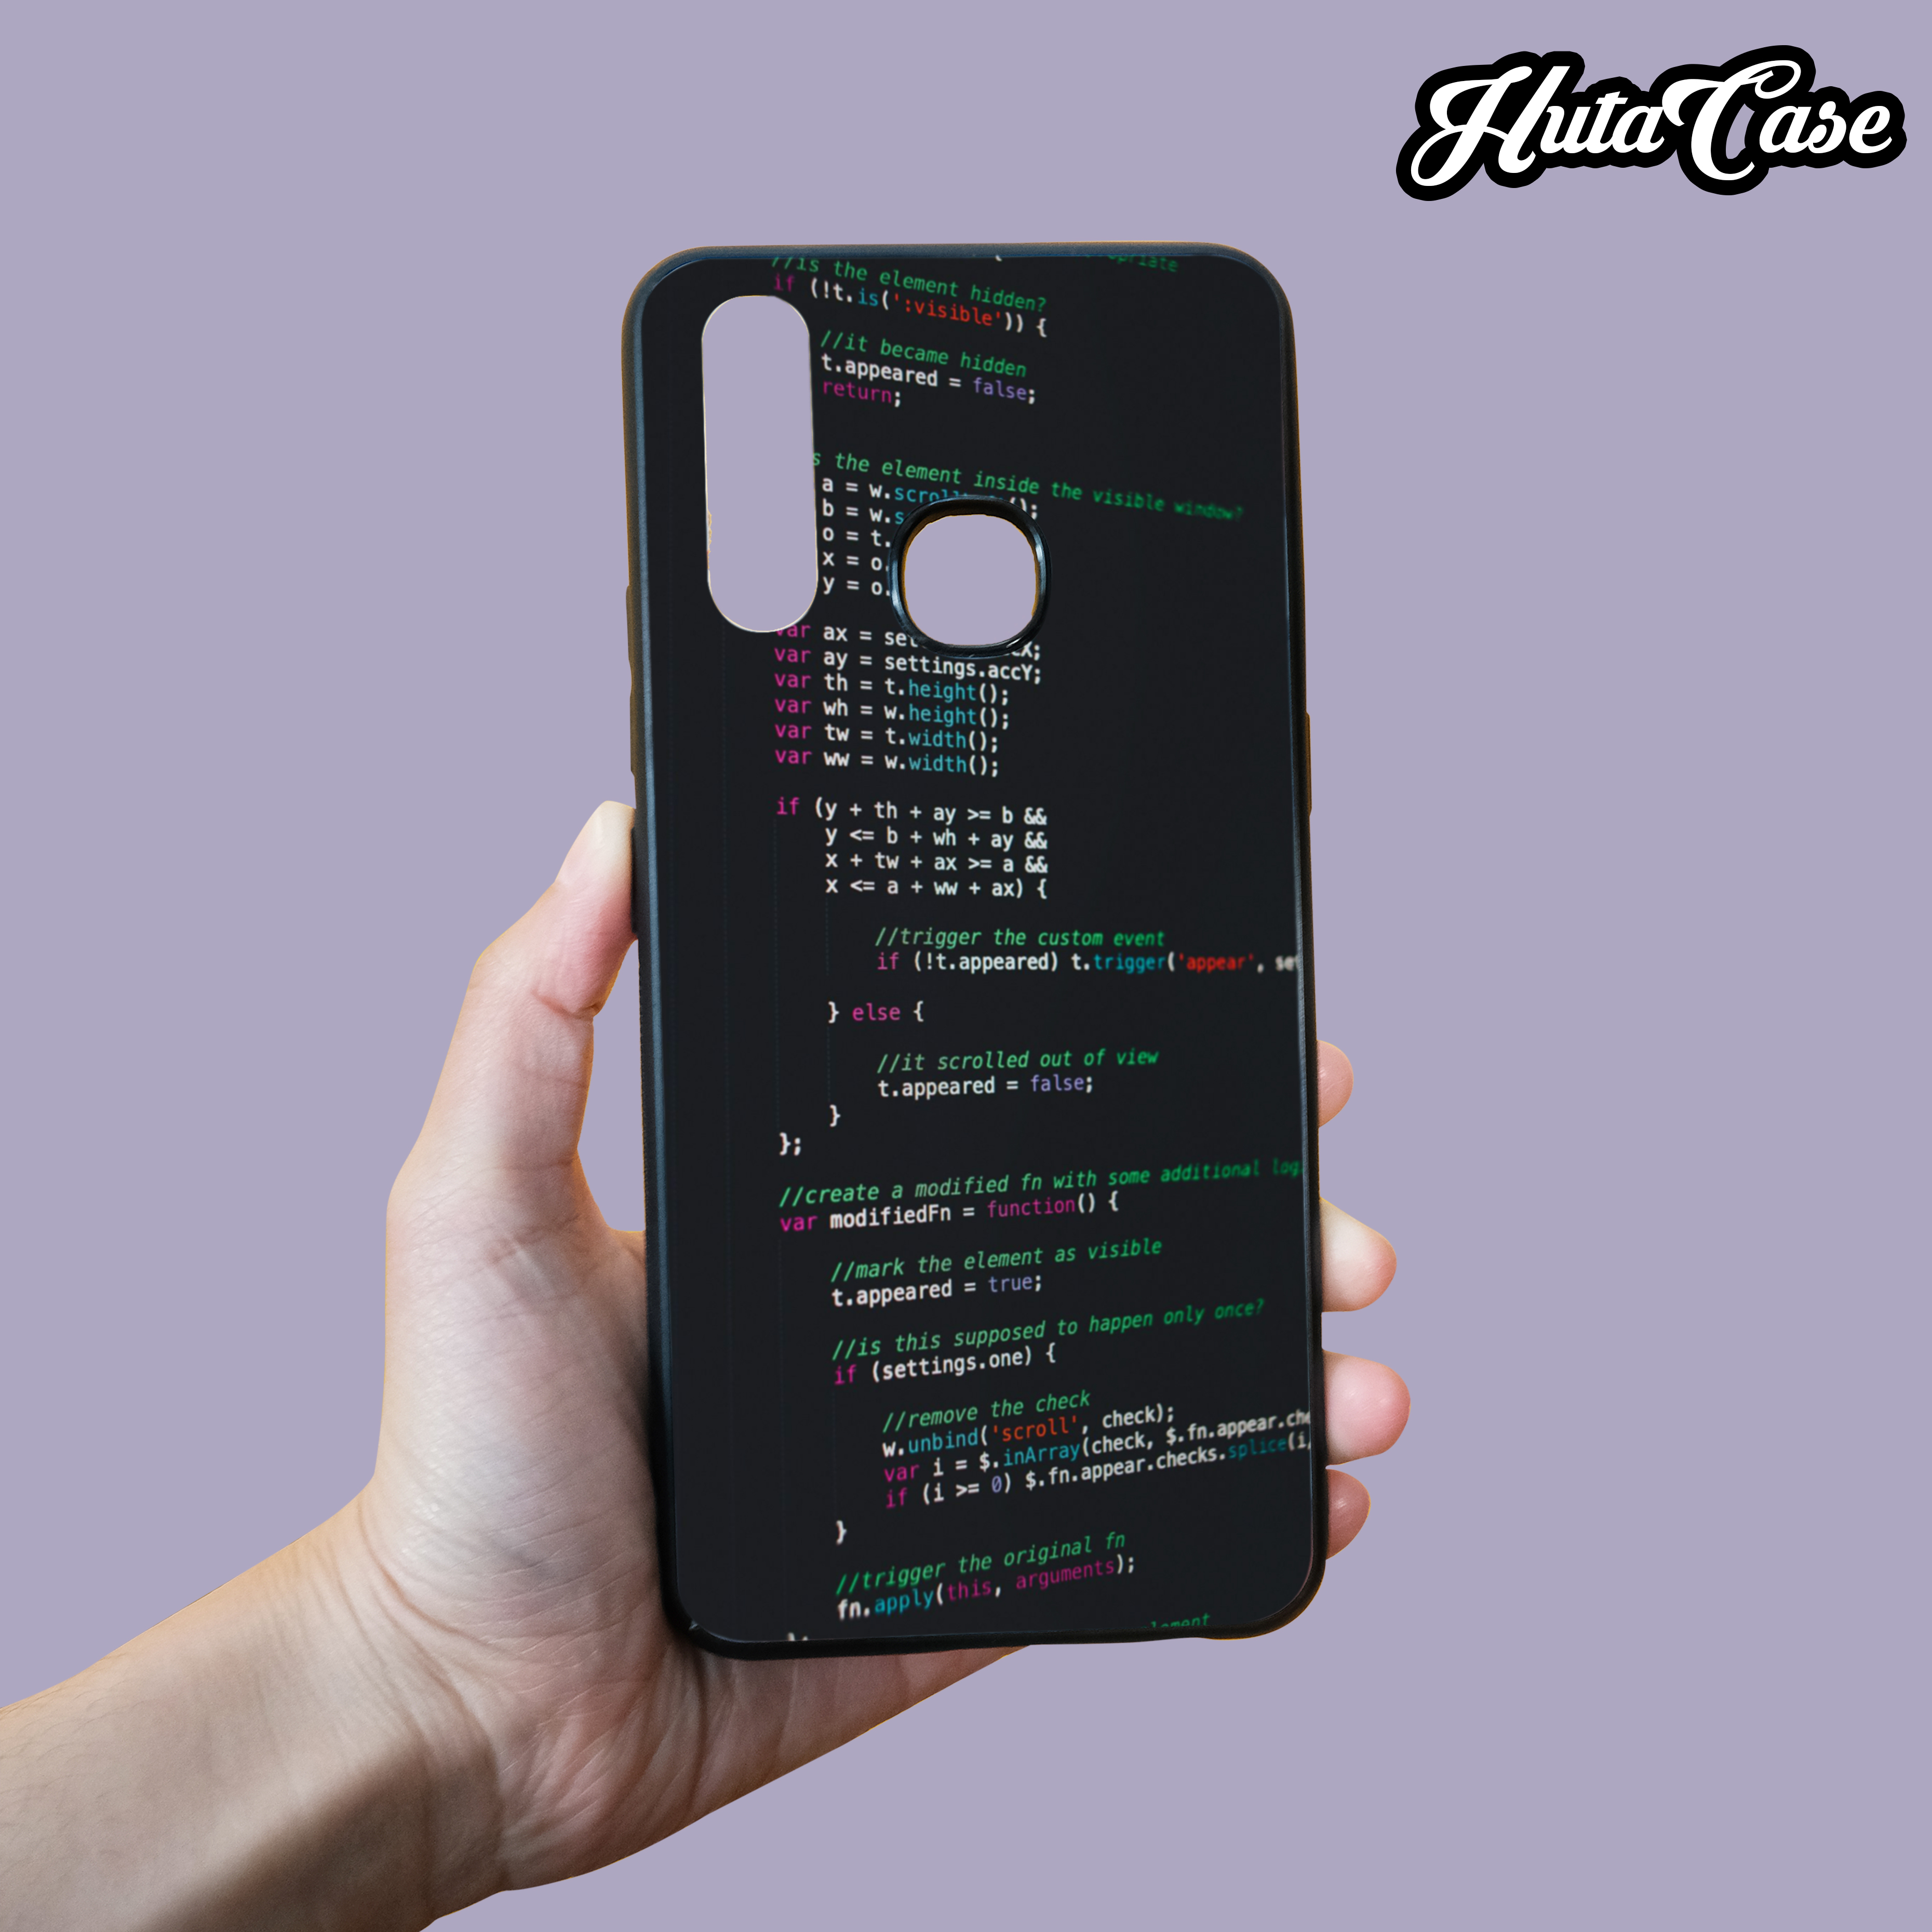 HutaCase
//is the element hidden?
if (!t.is(':visible')) {
//it became hidden
t.appeared = false;
return;
the element inside the visible window?
a = w.
b = w.
o = t.
x = o.
y = o.
var ax =
var ay = settings.accY;
var th = t.height();
var wh = w.height();
var tw = t.width();
var ww = w.width();
if (y + th + ay >= b &&
y <= b + wh + ay &&
x + tw + ax >= a &&
x <= a + ww + ax) {
//trigger the custom event
if (!t.appeared) t.trigger('appear',
} else {
//it scrolled out of view
t.appeared = false;
}
};
//create a modified fn with some additional
var modifiedFn = function() {
//mark the element as visible
t.appeared = true;
//is this supposed to happen only once?
if (settings.one) {
//remove the check
w.unbind('scroll', check);
var i = $.inArray(check, $.fn.appear.
if (i >= 0) $.fn.appear.checks.splice(i,
}
//trigger the original fn
fn.apply(this, arguments);